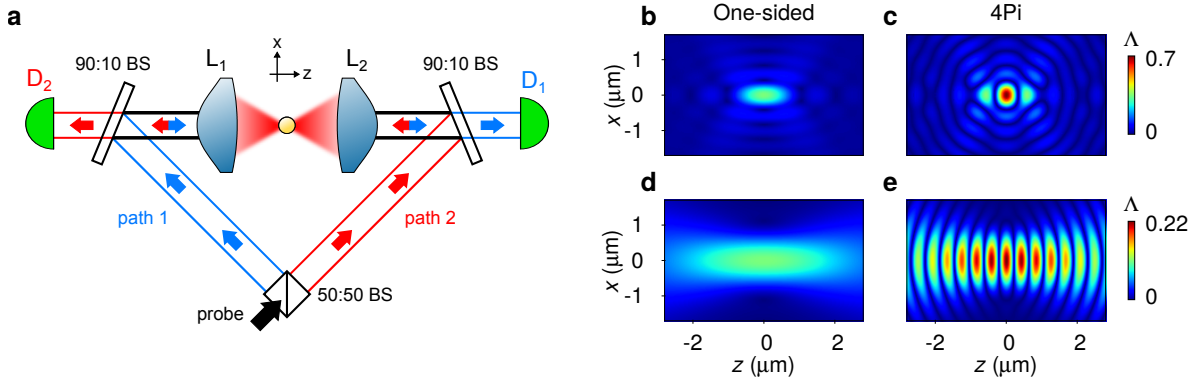 a
x
z
90:10 BS
L1
L2
90:10 BS
D2
D1
path 1
path 2
probe
50:50 BS
One-sided
4Pi
b
c
x (μm)
1
0
-1
Λ
0.7
0
d
e
x (μm)
1
0
-1
-2
0
2
z (μm)
-2
0
2
z (μm)
Λ
0.22
0